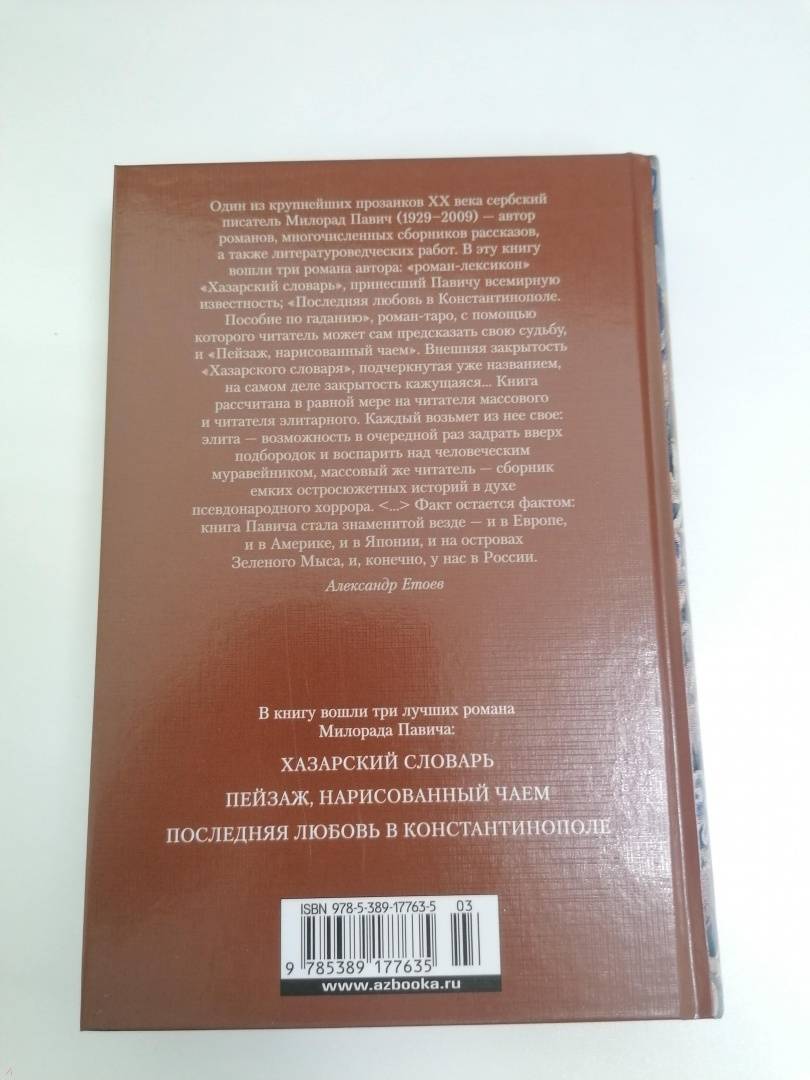 Один из крупнейших прозаиков XX века сербский
писатель Милорад Павич (1929–2009) — автор
романов, многочисленных сборников рассказов,
а также литературоведческих работ. В эту книгу
вошли три романа автора: «роман-лексикон»
«Хазарский словарь», принесший Павичу всемирную
известность; «Последняя любовь в Константинополе.
Пособие по гаданию», роман-таро, с помощью
которого читатель может сам предсказать свою судьбу,
и «Пейзаж, нарисованный чаем». Внешняя закрытость
«Хазарского словаря», подчеркнутая уже названием,
на самом деле закрытость кажущаяся... Книга
рассчитана в равной мере на читателя массового
и читателя элитарного. Каждый возьмет из нее свое:
элита — возможность в очередной раз задрать вверх
подбородок и воспарить над человеческим
муравейником, массовый же читатель — сборник
емких остросюжетных историй в духе
псевдонародного хоррора. <...> Факт остается фактом:
книга Павича стала знаменитой везде — и в Европе,
и в Америке, и в Японии, и на островах
Зеленого Мыса, и, конечно, у нас в России.
Александр Етоев
В книгу вошли три лучших романа
Милорада Павича:
ХАЗАРСКИЙ СЛОВАРЬ
ПЕЙЗАЖ, НАРИСОВАННЫЙ ЧАЕМ
ПОСЛЕДНЯЯ ЛЮБОВЬ В КОНСТАНТИНОПОЛЕ
ISBN 978-5-389-17763-5 03
9 785389 177635
www.azbooka.ru